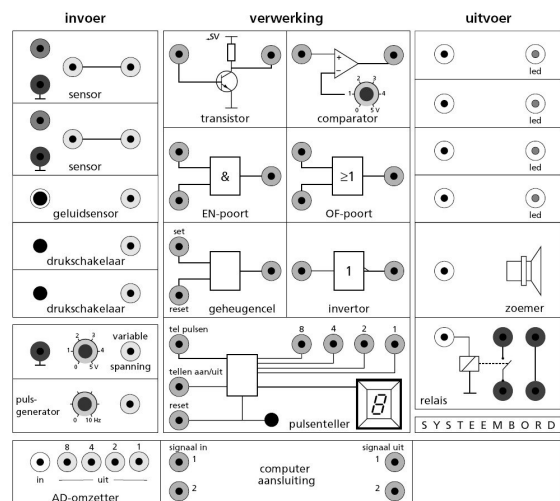 invoer
verwerking
uitvoer
sensor
sensor
geluidsensor
drukschakelaar
drukschakelaar
2 3
1 4
0 5 V
variable
spanning
puls-
generator
0 10 Hz
8 4 2 1
in uit
AD-omzetter
5V
transistor
+
−
2 3
1 4
0 5 V
comparator
&
EN-poort
≥1
OF-poort
set
reset
geheugencel
1
invertor
tel pulsen
8 4 2 1
tellen aan/uit
reset
8
pulsenteller
signaal in
1
2
computer
aansluiting
signaal uit
1
2
led
led
led
led
zoemer
relais
SYSTEEMBORD